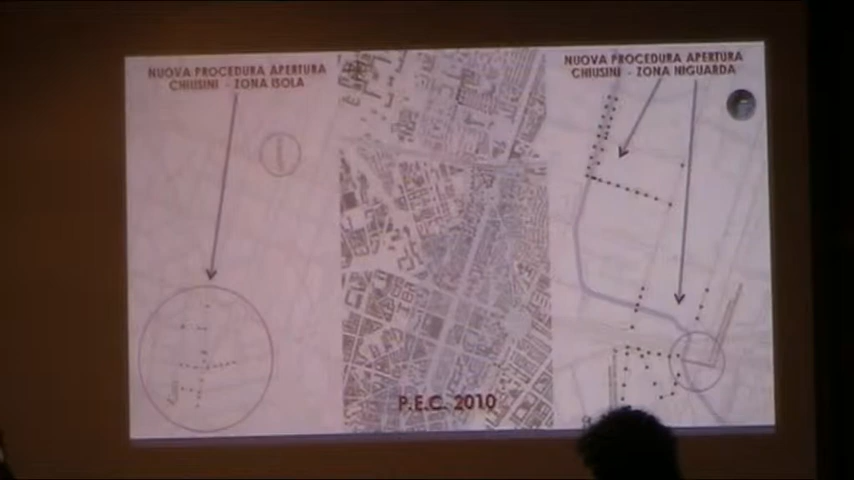 NUOVA PROCEDURA APERTURA
CHIUSINI - ZONA ISOLA
NUOVA PROCEDURA APERTURA
CHIUSINI - ZONA NIGUARDA
P.E.C. 2010